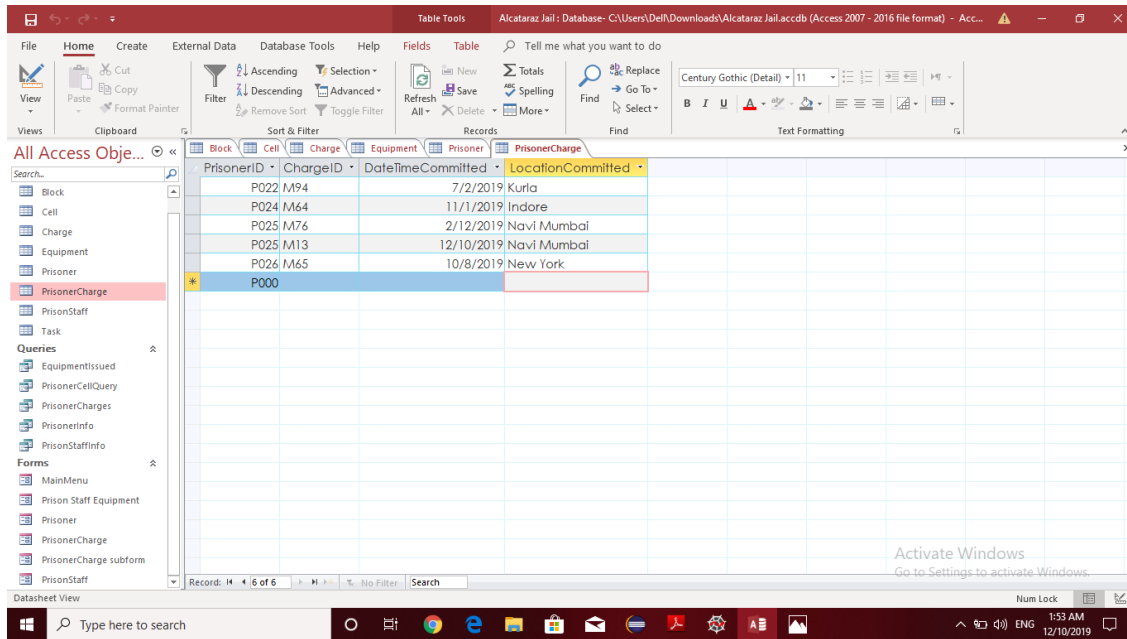 Table Tools Alcataraz Jail : Database- C:\Users\Dell\Downloads\Alcataraz Jail.accdb (Access 2007 - 2016 file format) - Acc...
File Home Create External Data Database Tools Help Fields Table Tell me what you want to do
View
Views
Paste
Cut
Copy
Format Painter
Clipboard
Filter
Ascending
Descending
Remove Sort
Selection
Advanced
Toggle Filter
Sort & Filter
Refresh
All
New
Save
Delete
Totals
Spelling
More
Records
Find
Replace
Go To
Select
Find
Century Gothic (Detail) 11
B I U A
Text Formatting
All Access Obje...
Search...
Block
Cell
Charge
Equipment
Prisoner
PrisonerCharge
PrisonStaff
Task
Queries
EquipmentIssued
PrisonerCellQuery
PrisonerCharges
PrisonerInfo
PrisonStaffInfo
Forms
MainMenu
Prison Staff Equipment
Prisoner
PrisonerCharge
PrisonerCharge subform
PrisonStaff
Block Cell Charge Equipment Prisoner PrisonerCharge
PrisonerID ChargeID DateTimeCommitted LocationCommitted
P022 M94 7/2/2019 Kurla
P024 M64 11/1/2019 Indore
P025 M76 2/12/2019 Navi Mumbai
P025 M13 12/10/2019 Navi Mumbai
P026 M65 10/8/2019 New York
P000
Activate Windows
Go to Settings to activate Windows.
Record: 6 of 6 No Filter Search
Datasheet View Num Lock
Type here to search
ENG
1:53 AM
12/10/2019